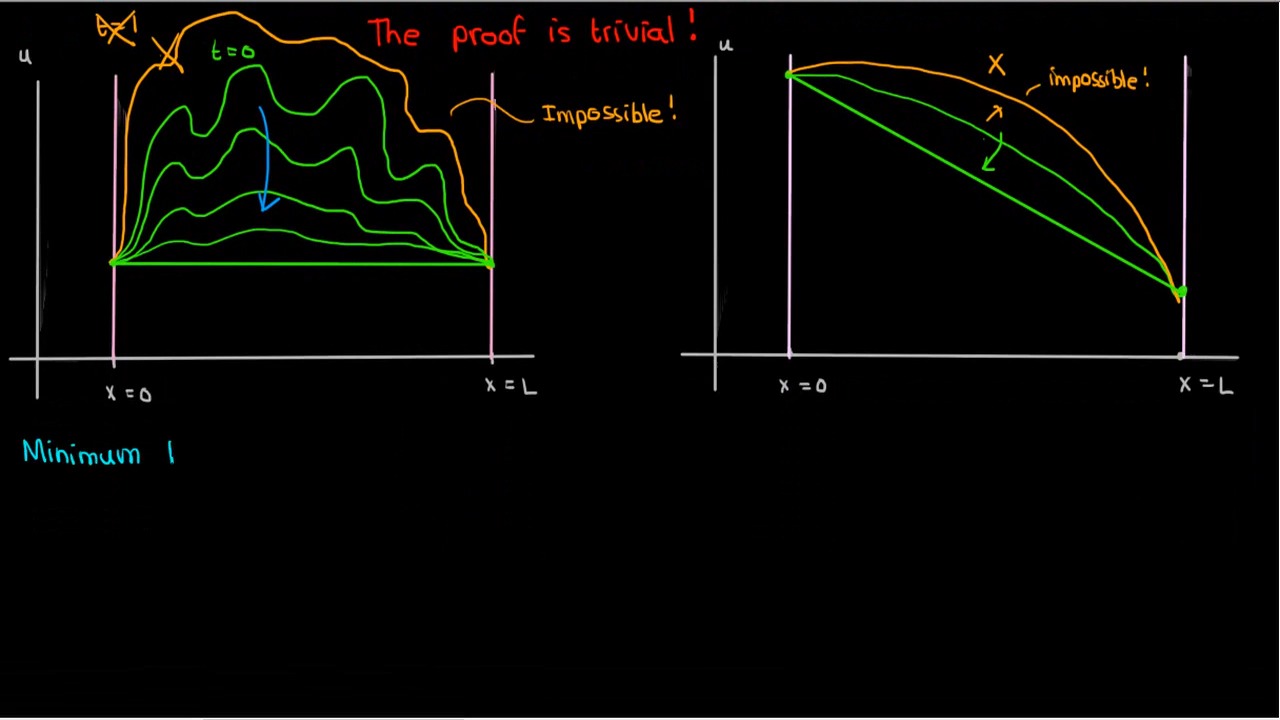 t=1
The proof is trivial!
u
t=0
Impossible!
x=0
x=L
u
X
impossible!
x=0
x=L
Minimum